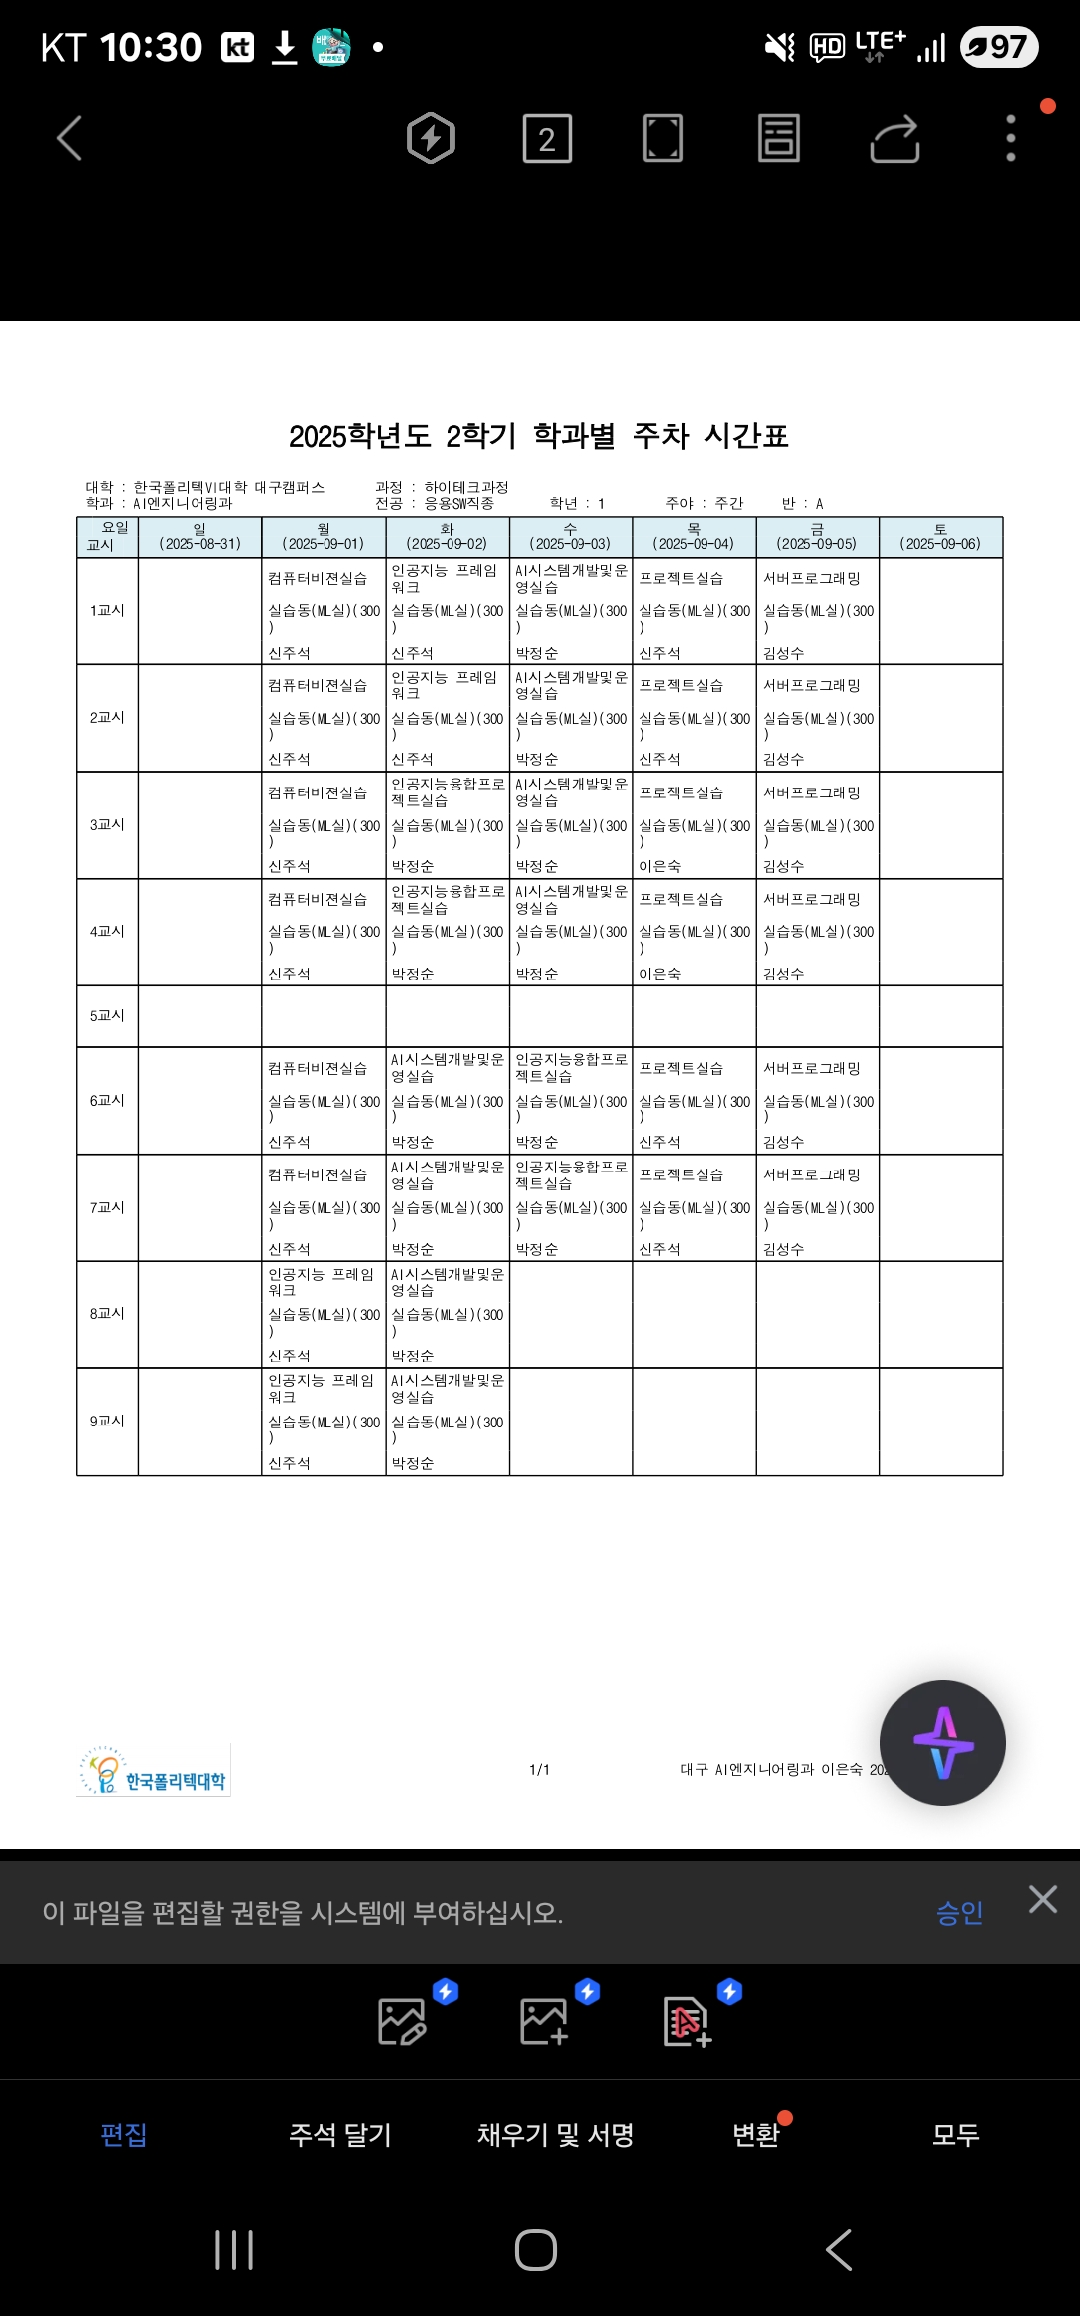 KT 10:30 kt HD LTE+ 97
2
2025학년도 2학기 학과별 주차 시간표
대학 : 한국폴리텍VI대학 대구캠퍼스 과정 : 하이테크과정
학과 : AI엔지니어링과 전공 : 응용SW직종 학년 : 1 주야 : 주간 반 : A
요일 일 월 화 수 목 금 토
교시 (2025-08-31) (2025-09-01) (2025-09-02) (2025-09-03) (2025-09-04) (2025-09-05) (2025-09-06)
컴퓨터비젼실습 인공지능 프레임 AI시스템개발및운 프로젝트실습 서버프로그래밍
워크 영실습
1교시 실습동(ML실)(300 실습동(ML실)(300 실습동(ML실)(300 실습동(ML실)(300 실습동(ML실)(300
) ) ) ) )
신주석 신주석 박정순 신주석 김성수
컴퓨터비젼실습 인공지능 프레임 AI시스템개발및운 프로젝트실습 서버프로그래밍
워크 영실습
2교시 실습동(ML실)(300 실습동(ML실)(300 실습동(ML실)(300 실습동(ML실)(300 실습동(ML실)(300
) ) ) ) )
신주석 신주석 박정순 신주석 김성수
컴퓨터비젼실습 인공지능융합프로 AI시스템개발및운 프로젝트실습 서버프로그래밍
젝트실습 영실습
3교시 실습동(ML실)(300 실습동(ML실)(300 실습동(ML실)(300 실습동(ML실)(300 실습동(ML실)(300
) ) ) ) )
신주석 박정순 박정순 이은숙 김성수
컴퓨터비젼실습 인공지능융합프로 AI시스템개발및운 프로젝트실습 서버프로그래밍
젝트실습 영실습
4교시 실습동(ML실)(300 실습동(ML실)(300 실습동(ML실)(300 실습동(ML실)(300 실습동(ML실)(300
) ) ) ) )
신주석 박정순 박정순 이은숙 김성수
5교시
컴퓨터비젼실습 AI시스템개발및운 인공지능융합프로 프로젝트실습 서버프로그래밍
영실습 젝트실습
6교시 실습동(ML실)(300 실습동(ML실)(300 실습동(ML실)(300 실습동(ML실)(300 실습동(ML실)(300
) ) ) ) )
신주석 박정순 박정순 신주석 김성수
컴퓨터비젼실습 AI시스템개발및운 인공지능융합프로 프로젝트실습 서버프로그래밍
영실습 젝트실습
7교시 실습동(ML실)(300 실습동(ML실)(300 실습동(ML실)(300 실습동(ML실)(300 실습동(ML실)(300
) ) ) ) )
신주석 박정순 박정순 신주석 김성수
인공지능 프레임 AI시스템개발및운
워크 영실습
8교시 실습동(ML실)(300 실습동(ML실)(300
) )
신주석 박정순
인공지능 프레임 AI시스템개발및운
워크 영실습
9교시 실습동(ML실)(300 실습동(ML실)(300
) )
신주석 박정순
한국폴리텍대학 1/1 대구 AI엔지니어링과 이은숙
이 파일을 편집할 권한을 시스템에 부여하십시오. 승인
편집 주석 달기 채우기 및 서명 변환 모두